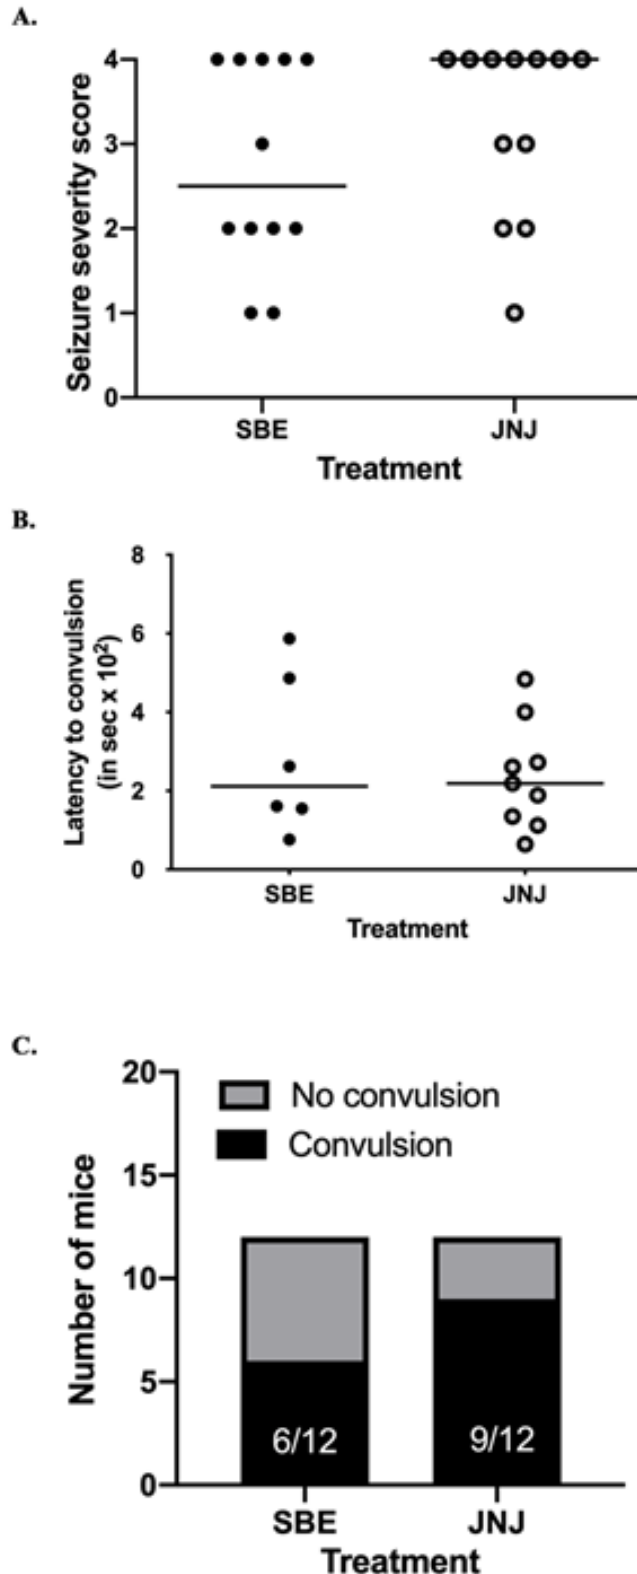 A.
Seizure severity score
4
3
2
1
0
SBE
JNJ
Treatment
B.
Latency to convulsion
(in sec x 10²)
8
6
4
2
0
SBE
JNJ
Treatment
C.
Number of mice
20
15
10
5
0
No convulsion
Convulsion
6/12
9/12
SBE
JNJ
Treatment